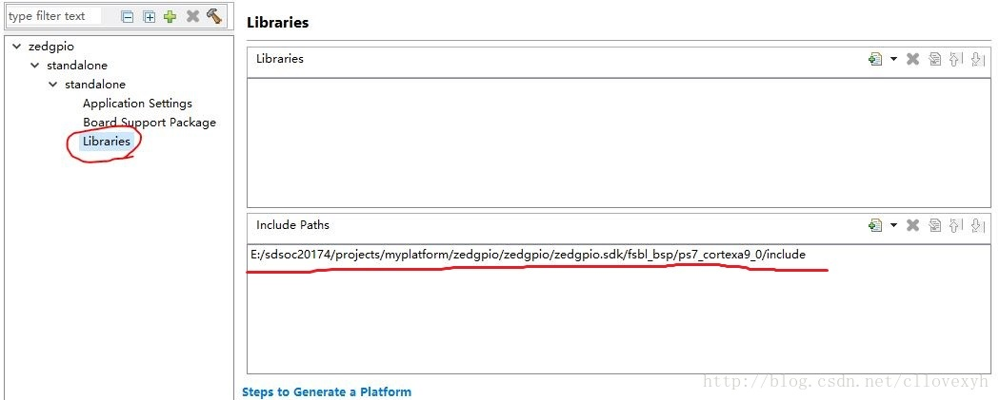 type filter text
zedgpio
standalone
standalone
Application Settings
Board Support Package
Libraries
Libraries
Libraries
Include Paths
E:/sdsoc20174/projects/myplatform/zedgpio/zedgpio/zedgpio.sdk/fsbl_bsp/ps7_cortexa9_0/include
Steps to Generate a Platform
http://blog.csdn.net/cllovexyh